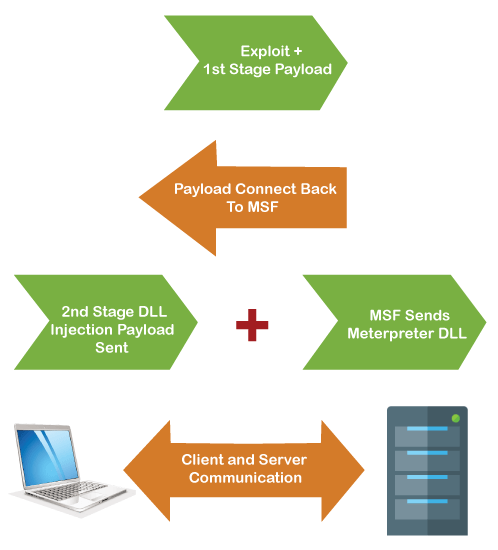 Exploit +
1st Stage Payload
Payload Connect Back
To MSF
2nd Stage DLL
Injection Payload
Sent
MSF Sends
Meterpreter DLL
Client and Server
Communication